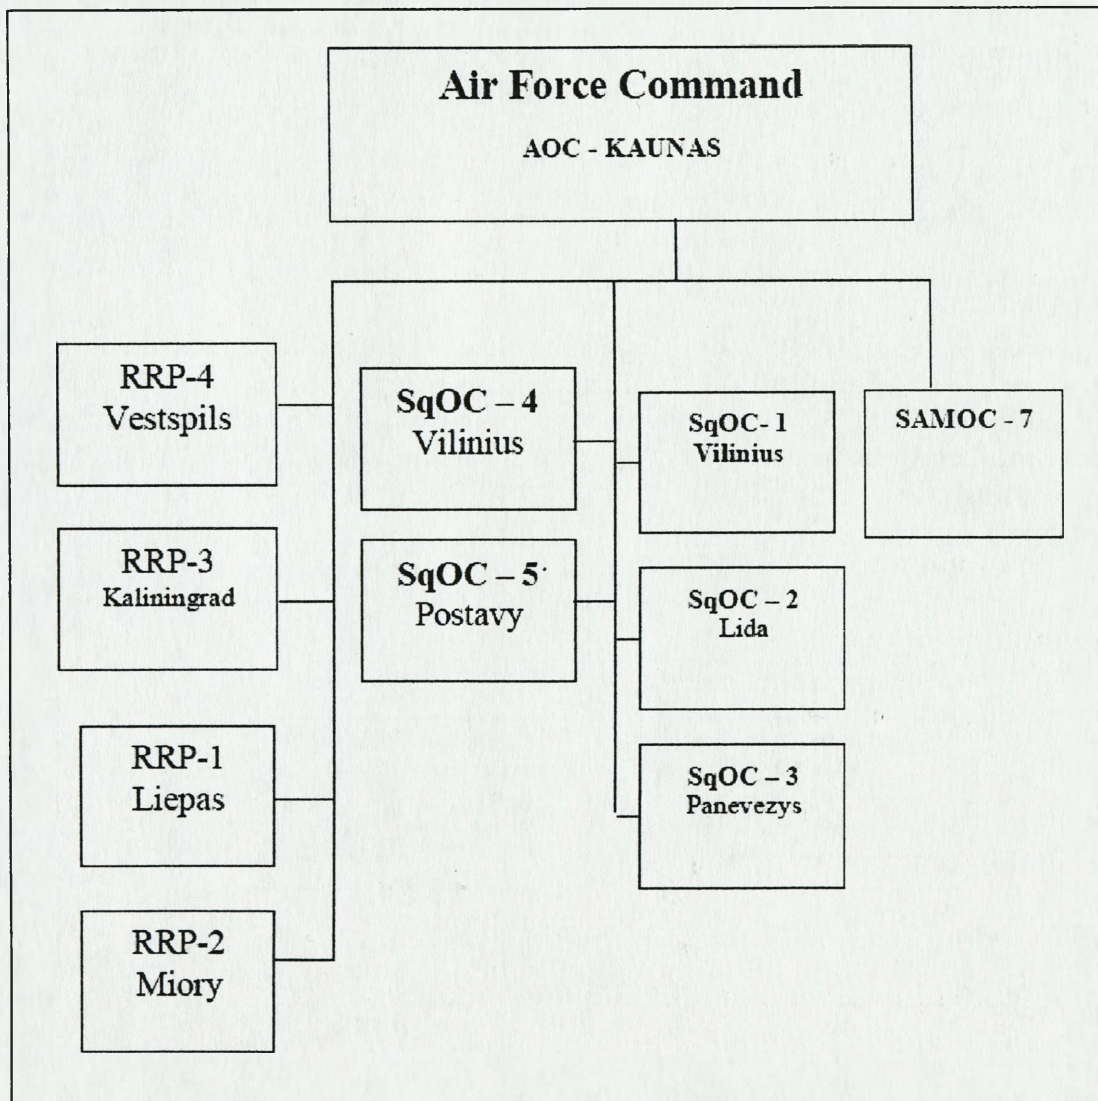 Air Force Command
AOC - KAUNAS
RRP-4
Vestspils
RRP-3
Kaliningrad
RRP-1
Liepas
RRP-2
Miory
SqOC – 4
Vilinius
SqOC – 5
Postavy
SqOC- 1
Vilinius
SqOC – 2
Lida
SqOC – 3
Panevezys
SAMOC - 7